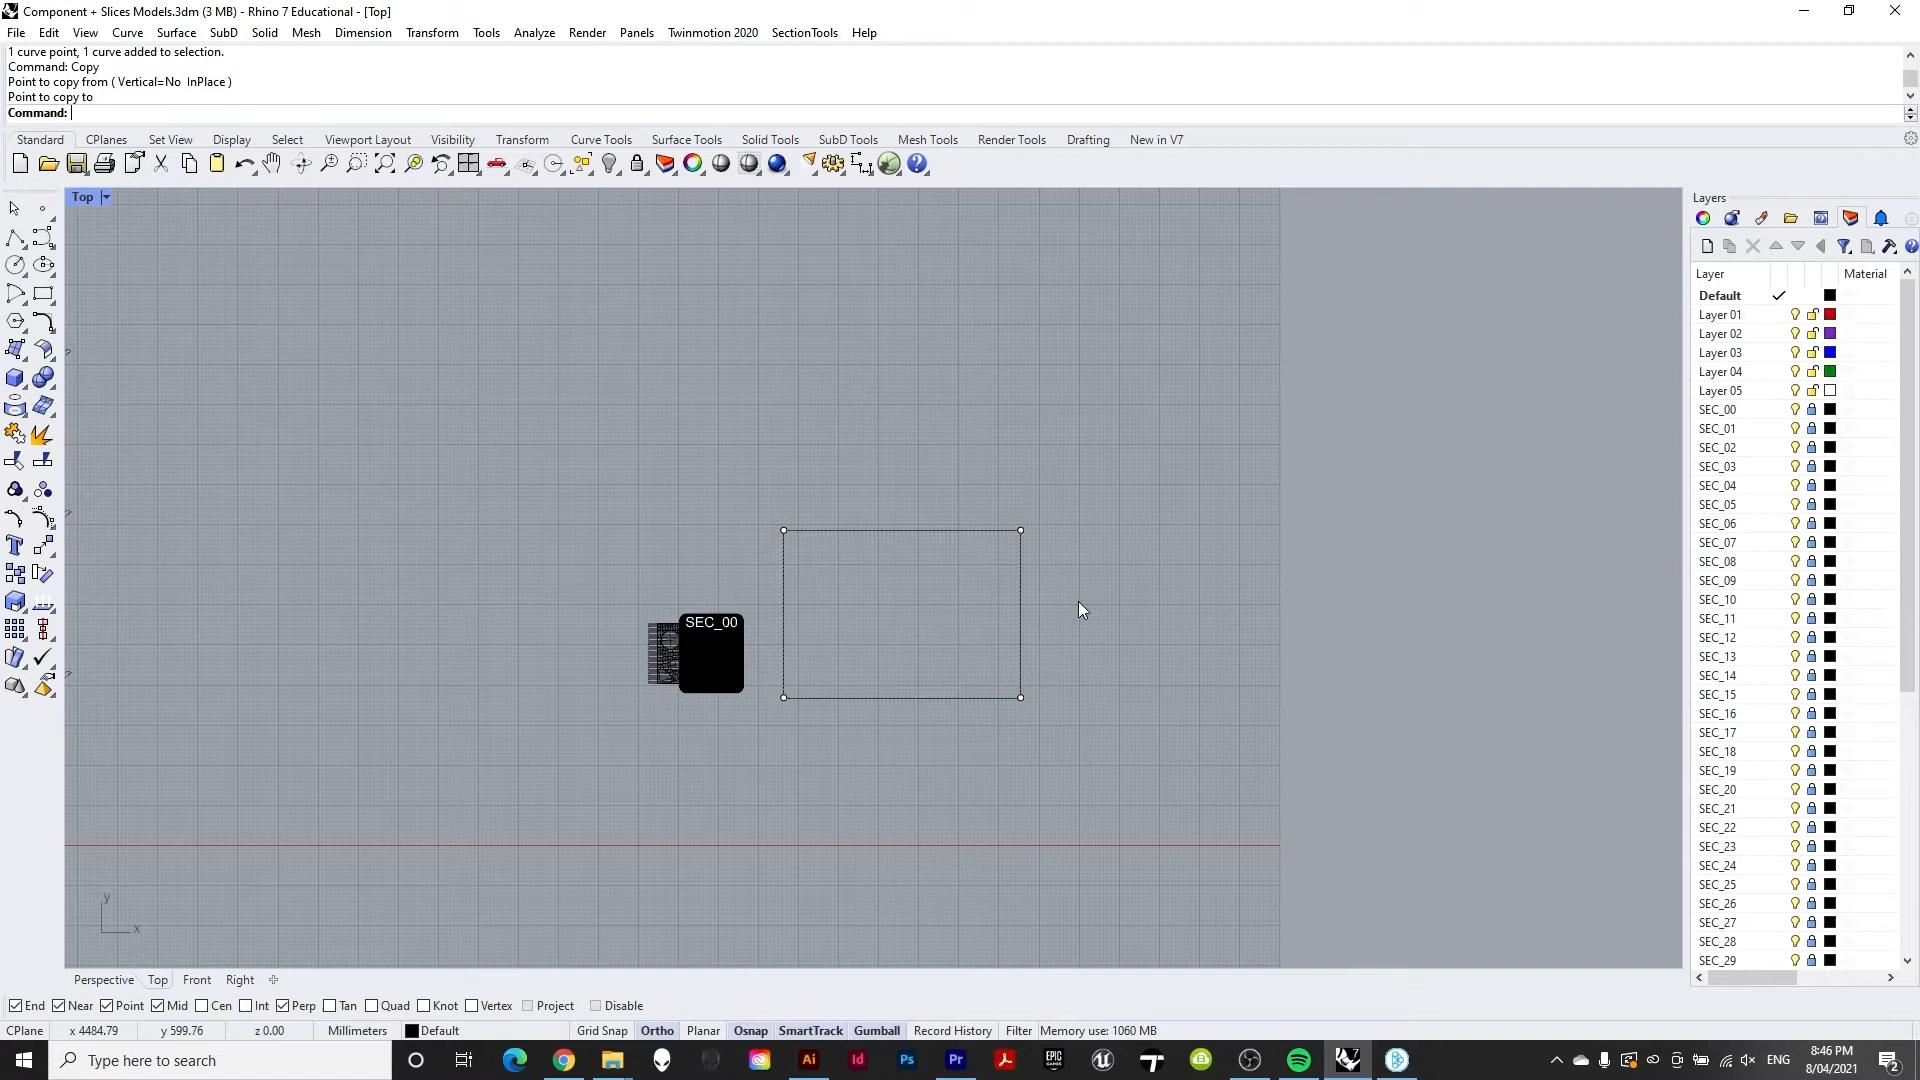 Component + Slices Models.3dm (3 MB) - Rhino 7 Educational - [Top]
File Edit View Curve Surface SubD Solid Mesh Dimension Transform Tools Analyze Render Panels Twinmotion 2020 SectionTools Help
1 curve point, 1 curve added to selection.
Command: Copy
Point to copy from ( Vertical=No InPlace )
Point to copy to
Command:
Standard CPlanes Set View Display Select Viewport Layout Visibility Transform Curve Tools Surface Tools Solid Tools SubD Tools Mesh Tools Render Tools Drafting New in V7
Top
Layers
Layer Material
Default
Layer 01
Layer 02
Layer 03
Layer 04
Layer 05
SEC_00
SEC_01
SEC_02
SEC_03
SEC_04
SEC_05
SEC_06
SEC_07
SEC_08
SEC_09
SEC_10
SEC_11
SEC_12
SEC_13
SEC_14
SEC_15
SEC_16
SEC_17
SEC_18
SEC_19
SEC_20
SEC_21
SEC_22
SEC_23
SEC_24
SEC_25
SEC_26
SEC_27
SEC_28
SEC_29
SEC_00
y
x
Perspective Top Front Right
End Near Point Mid Cen Int Perp Tan Quad Knot Vertex Project Disable
CPlane x 4484.79 y 599.76 z 0.00 Millimeters Default Grid Snap Ortho Planar Osnap SmartTrack Gumball Record History Filter Memory use: 1060 MB
Type here to search
Ai Id Ps Pr EPIC GAMES
ENG
8:46 PM
8/04/2021
2